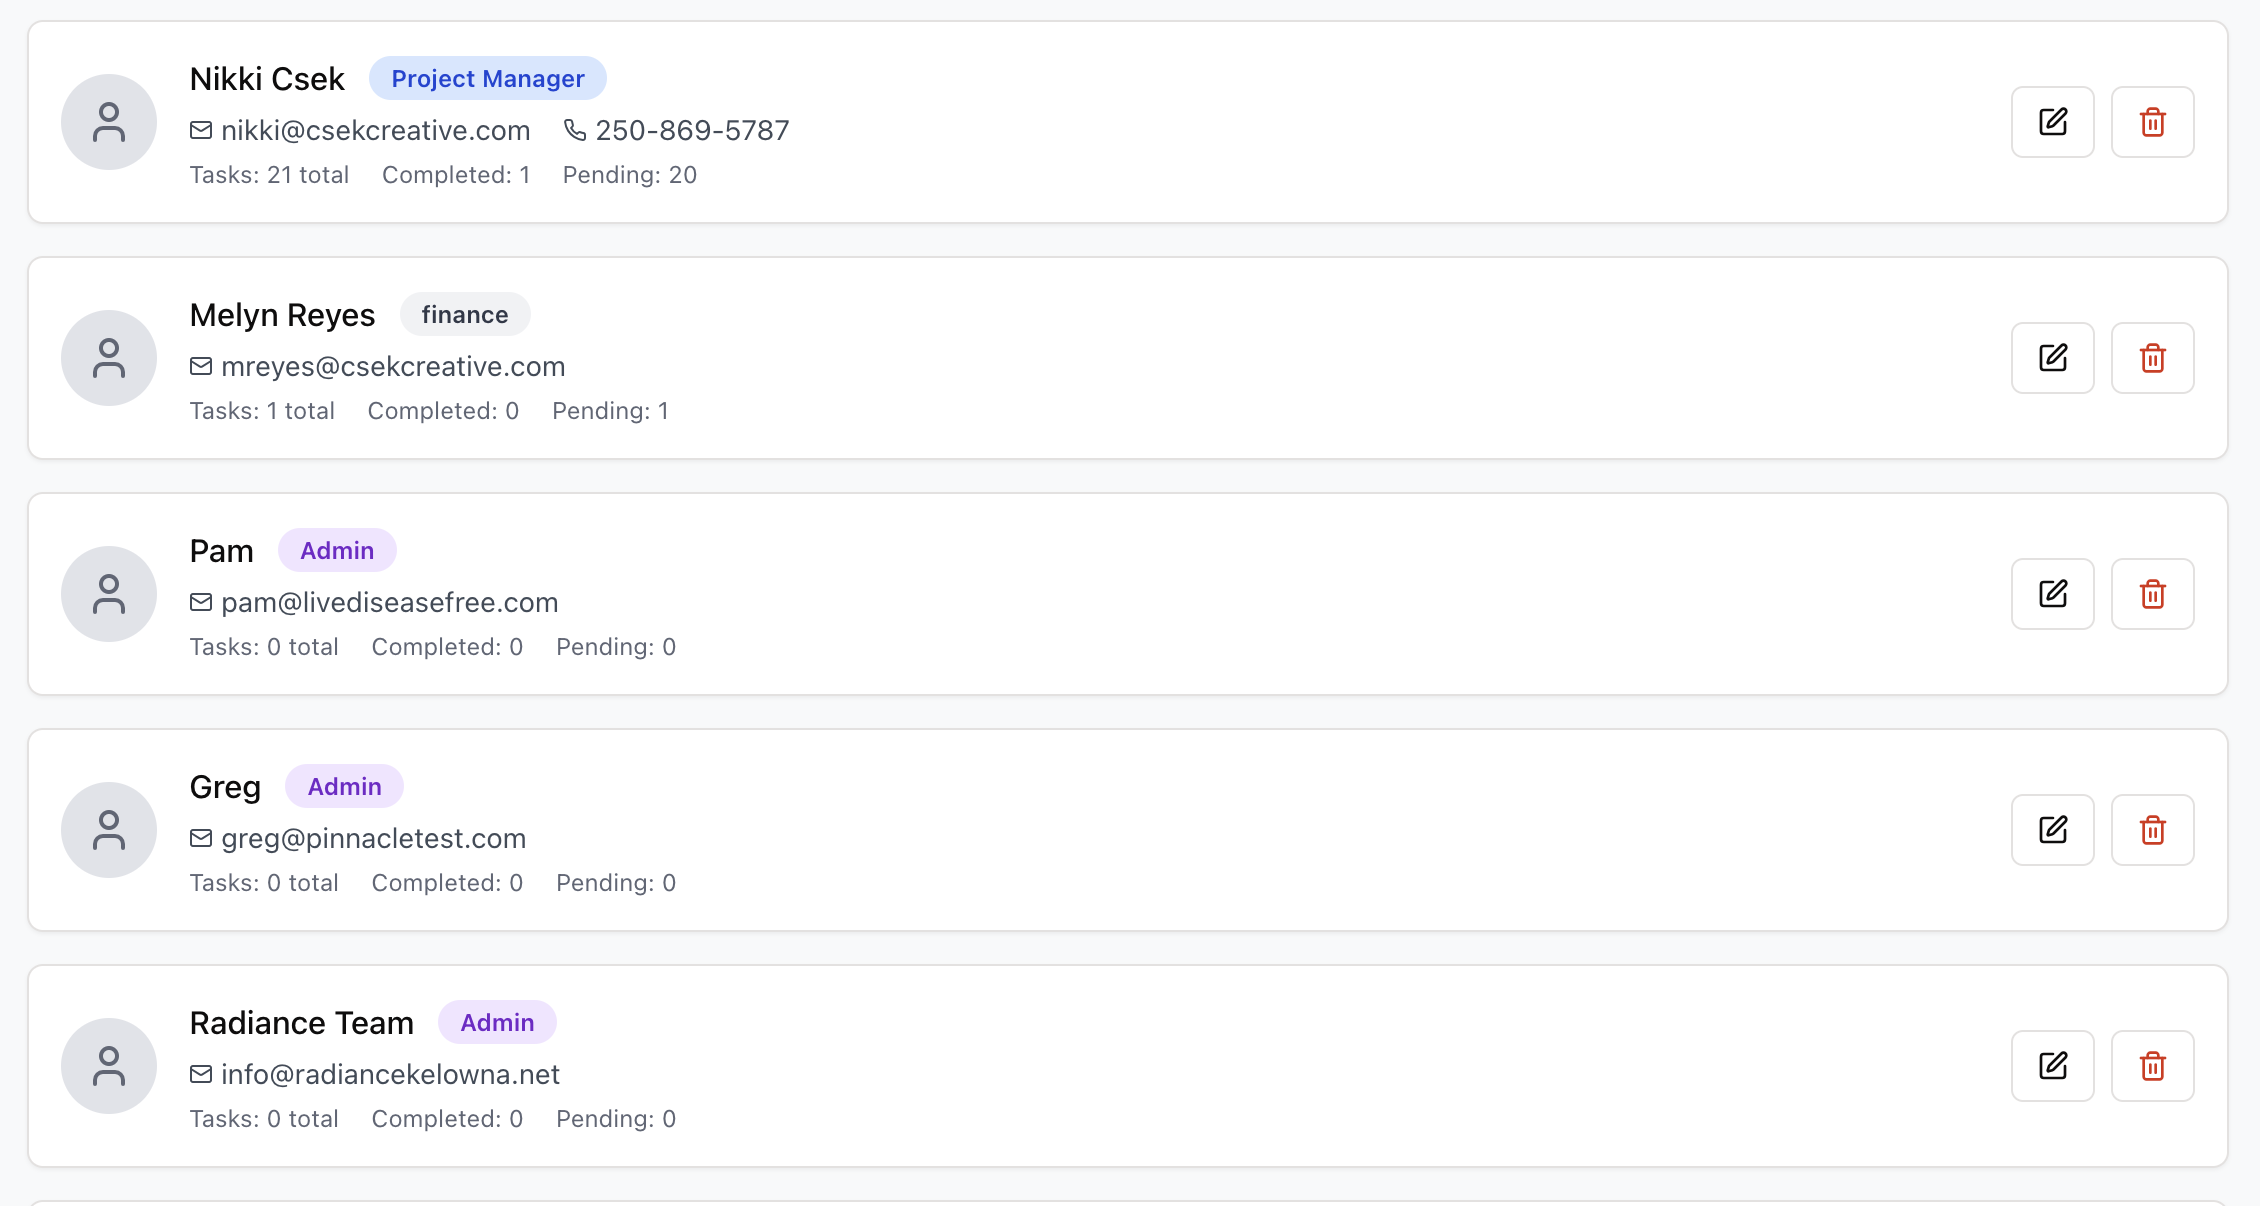 Nikki Csek Project Manager
nikki@csekcreative.com 250-869-5787
Tasks: 21 total Completed: 1 Pending: 20
Melyn Reyes finance
mreyes@csekcreative.com
Tasks: 1 total Completed: 0 Pending: 1
Pam Admin
pam@livediseasefree.com
Tasks: 0 total Completed: 0 Pending: 0
Greg Admin
greg@pinnacletest.com
Tasks: 0 total Completed: 0 Pending: 0
Radiance Team Admin
info@radiancekelowna.net
Tasks: 0 total Completed: 0 Pending: 0